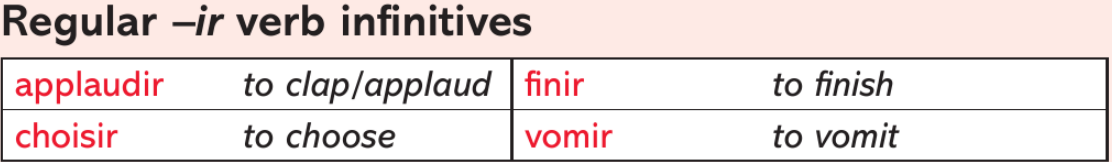 Regular –ir verb infinitives
applaudir to clap/applaud finir to finish
choisir to choose vomir to vomit